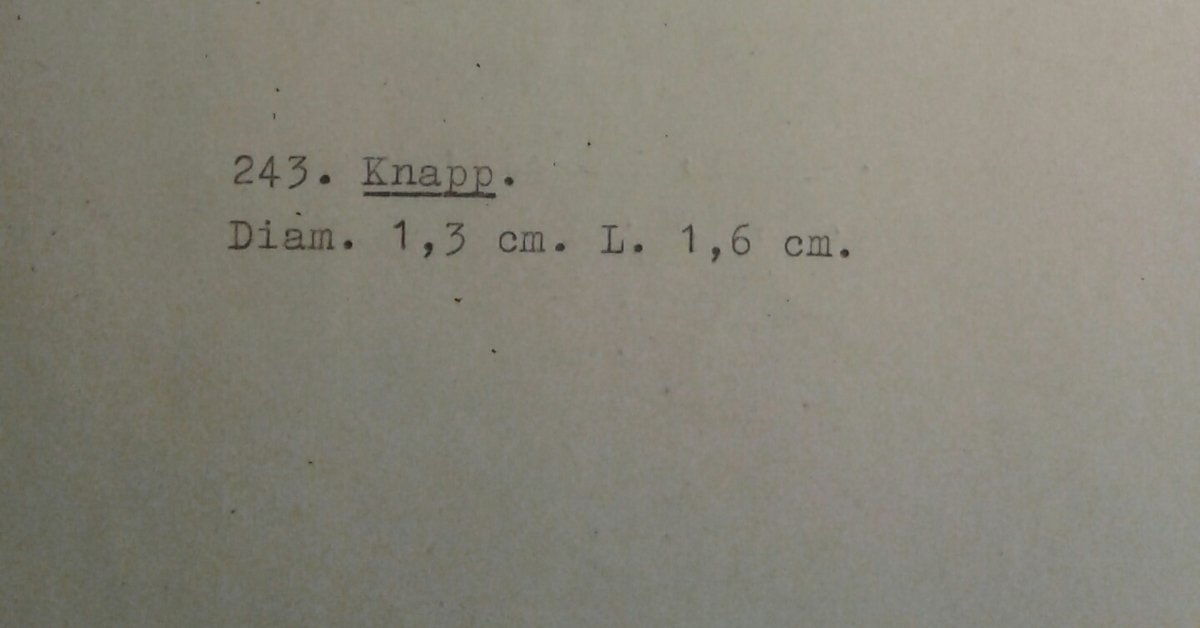 243. Knapp.
Diam. 1,3 cm. L. 1,6 cm.